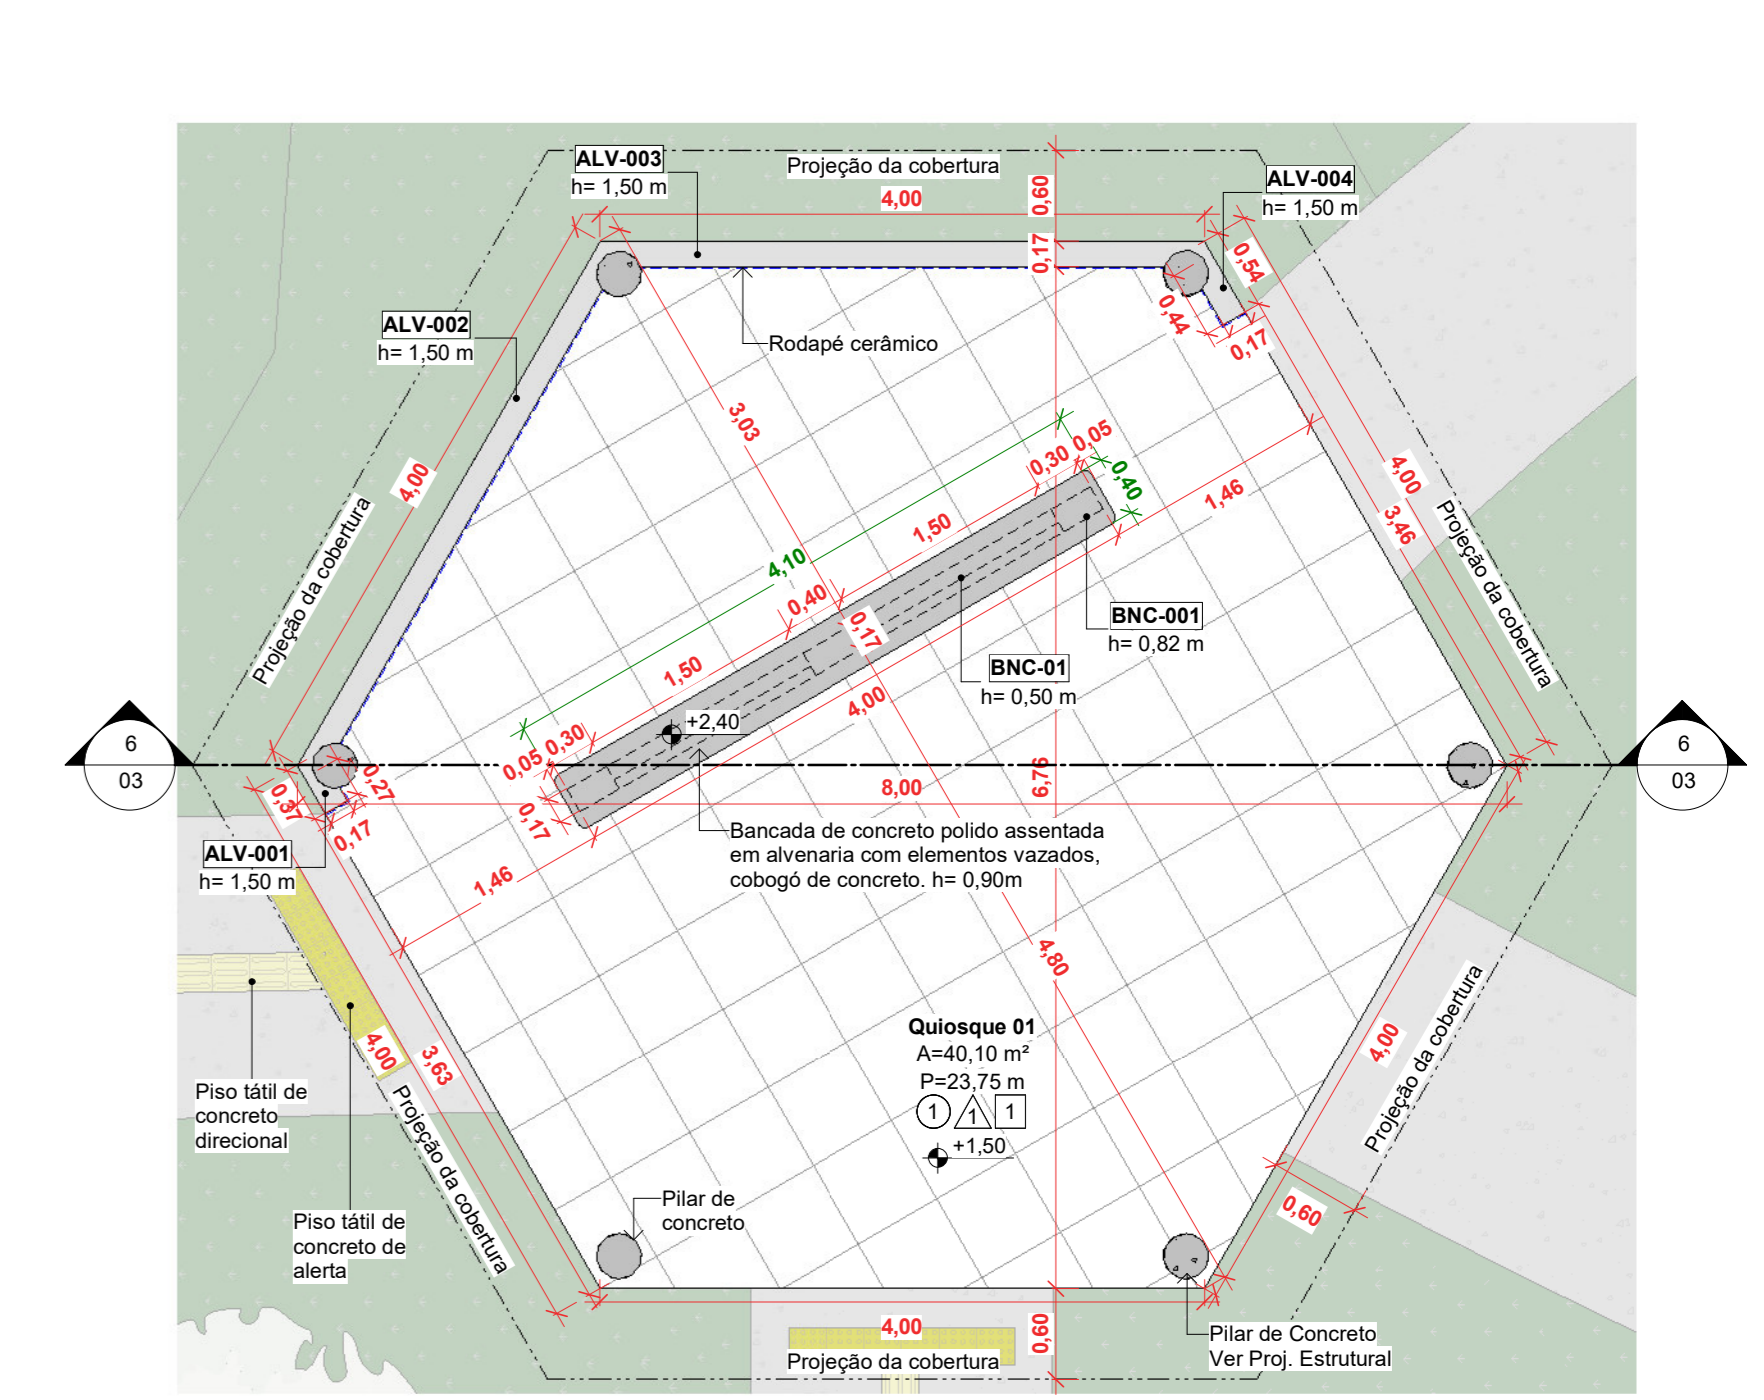 ALV-003
h= 1,50 m
Projeção da cobertura
4,00
0,60
0,17
ALV-004
h= 1,50 m
0,54
0,44
0,17
ALV-002
h= 1,50 m
Rodapé cerâmico
3,03
4,00
Projeção da cobertura
0,05
0,30
0,40
1,46
4,00
3,46
Projeção da cobertura
1,50
4,10
0,40
0,17
BNC-001
h= 0,82 m
BNC-01
h= 0,50 m
1,50
4,00
+2,40
0,05
0,30
6
03
6
03
0,27
0,37
0,17
0,17
8,00
6,76
ALV-001
h= 1,50 m
Bancada de concreto polido assentada
em alvenaria com elementos vazados,
cobogó de concreto. h= 0,90m
1,46
4,80
Quiosque 01
A=40,10 m²
P=23,75 m
1
1
1
+1,50
4,00
3,63
4,00
Projeção da cobertura
Piso tátil de
concreto
direcional
Projeção da cobertura
Pilar de
concreto
0,60
Piso tátil de
concreto de
alerta
4,00
0,60
Projeção da cobertura
Pilar de Concreto
Ver Proj. Estrutural